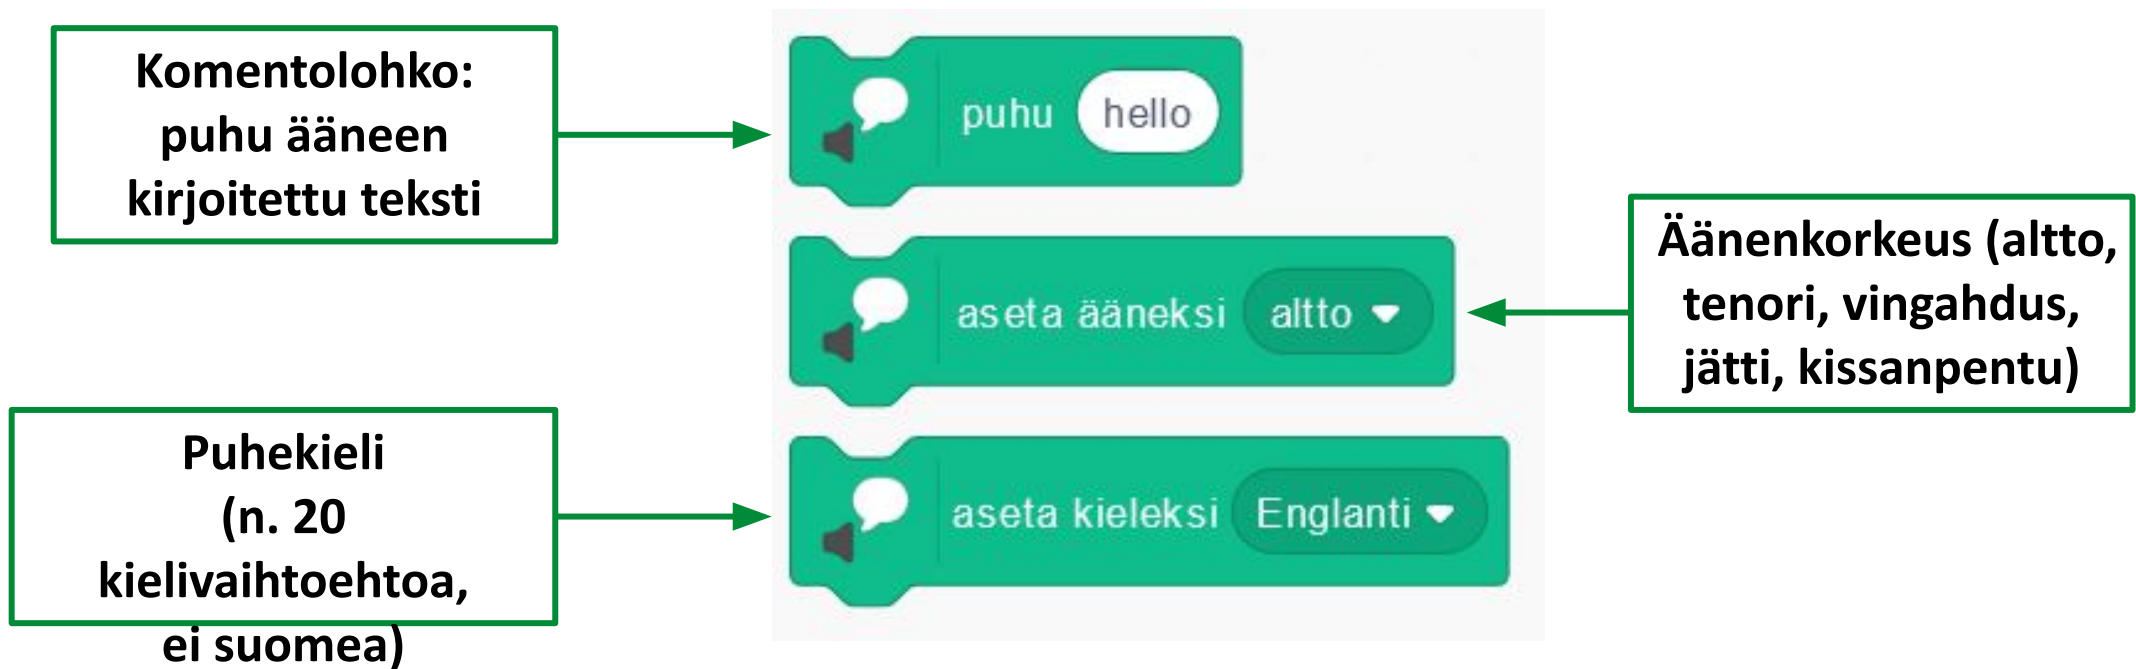 Komentolohko:
puhu ääneen
kirjoitettu teksti
puhu hello
aseta ääneksi altto
Äänenkorkeus (altto,
tenori, vingahdus,
jätti, kissanpentu)
Puhekieli
(n. 20
kielivaihtoehtoa,
ei suomea)
aseta kieleksi Englanti